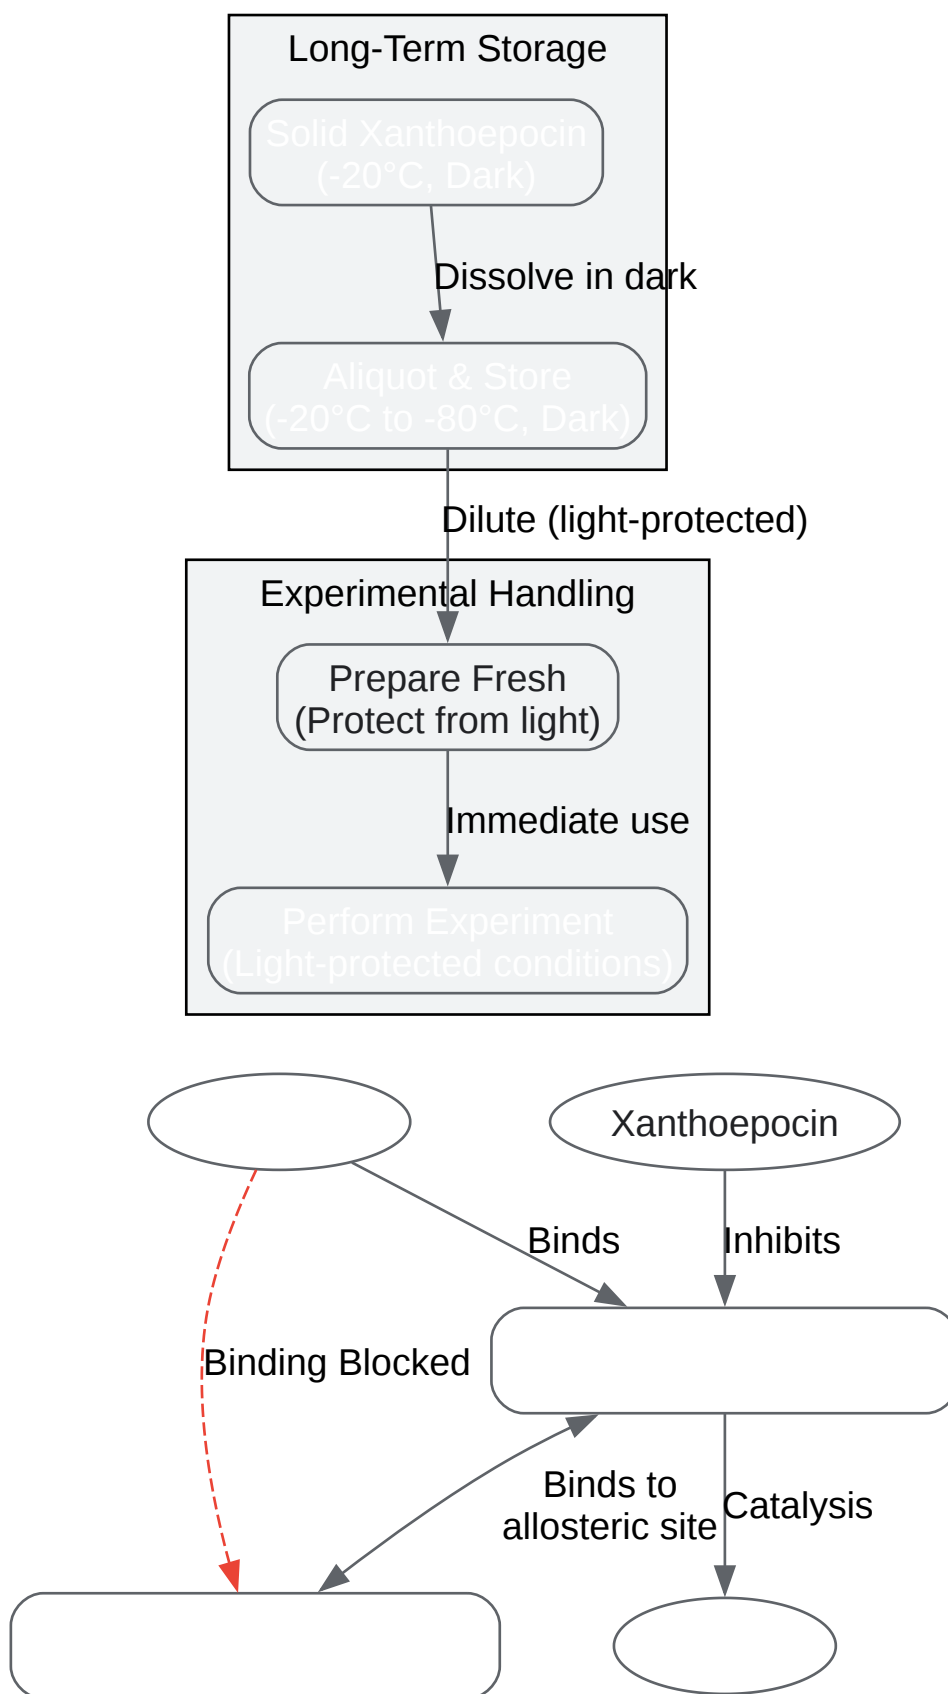 Long-Term Storage
Solid Xanthoepocin
(-20°C, Dark)
Dissolve in dark
Aliquot & Store
(-20°C to -80°C, Dark)
Dilute (light-protected)
Experimental Handling
Prepare Fresh
(Protect from light)
Immediate use
Perform Experiment
(Light-protected conditions)
Xanthoepocin
Binds
Inhibits
Binding Blocked
Binds to
allosteric site
Catalysis